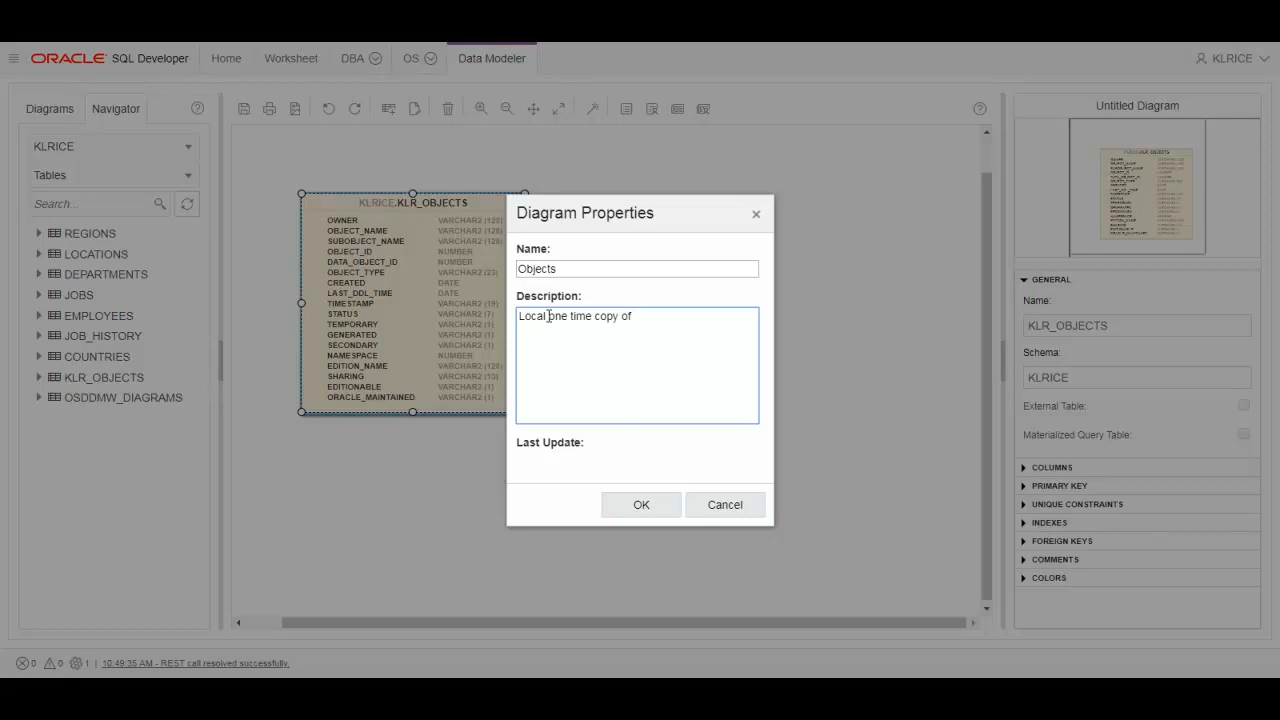 ORACLE SQL Developer Home Worksheet DBA OS Data Modeler KLRICE
Diagrams Navigator
KLRICE
Tables
Search...
REGIONS
LOCATIONS
DEPARTMENTS
JOBS
EMPLOYEES
JOB_HISTORY
COUNTRIES
KLR_OBJECTS
OSDDMW_DIAGRAMS
KLRICE.KLR_OBJECTS
OWNER VARCHAR2 (128)
OBJECT_NAME VARCHAR2 (128)
SUBOBJECT_NAME VARCHAR2 (128)
OBJECT_ID NUMBER
DATA_OBJECT_ID NUMBER
OBJECT_TYPE VARCHAR2 (23)
CREATED DATE
LAST_DDL_TIME DATE
TIMESTAMP VARCHAR2 (19)
STATUS VARCHAR2 (7)
TEMPORARY VARCHAR2 (1)
GENERATED VARCHAR2 (1)
SECONDARY VARCHAR2 (1)
NAMESPACE NUMBER
EDITION_NAME VARCHAR2 (128)
SHARING VARCHAR2 (13)
EDITIONABLE VARCHAR2 (1)
ORACLE_MAINTAINED VARCHAR2 (1)
Diagram Properties
Name:
Objects
Description:
Local one time copy of
Last Update:
OK Cancel
Untitled Diagram
GENERAL
Name:
KLR_OBJECTS
Schema:
KLRICE
External Table:
Materialized Query Table:
COLUMNS
PRIMARY KEY
UNIQUE CONSTRAINTS
INDEXES
FOREIGN KEYS
COMMENTS
COLORS
0 0 1 | 10:49:35 AM - REST call resolved successfully.